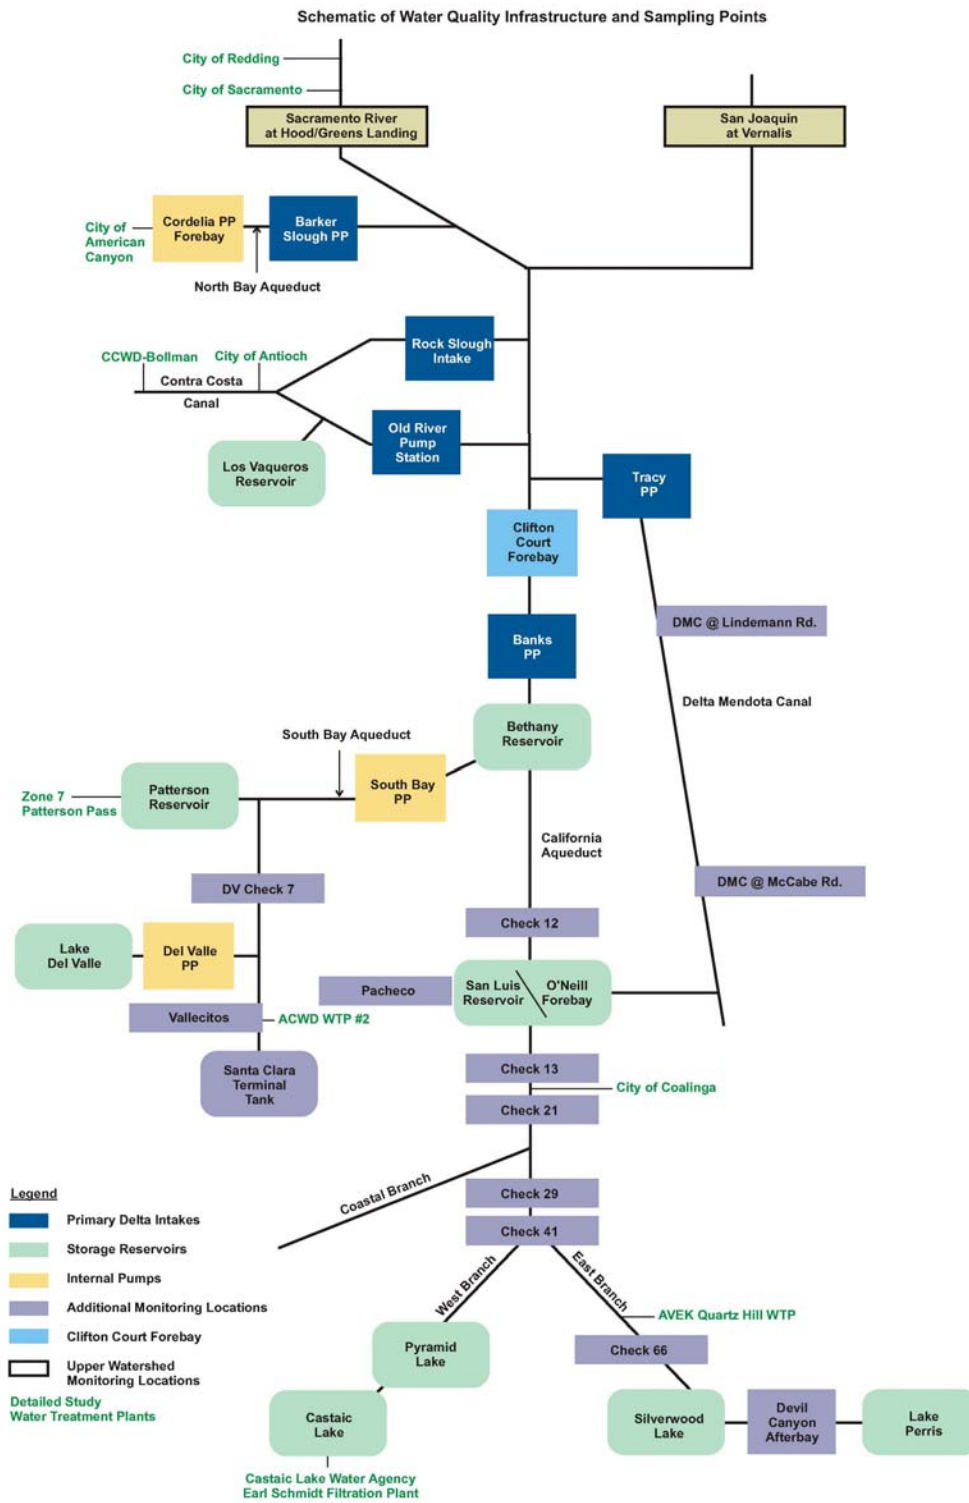 Schematic of Water Quality Infrastructure and Sampling Points
City of Redding
City of Sacramento
Sacramento River
at Hood/Greens Landing
San Joaquin
at Vernalis
City of
American
Canyon
Cordelia PP
Forebay
Barker
Slough PP
North Bay Aqueduct
Rock Slough
Intake
CCWD-Bollman
City of Antioch
Contra Costa
Canal
Old River
Pump
Station
Los Vaqueros
Reservoir
Tracy
PP
Clifton
Court
Forebay
DMC @ Lindemann Rd.
Banks
PP
Delta Mendota Canal
Bethany
Reservoir
South Bay Aqueduct
South Bay
PP
Zone 7
Patterson Pass
Patterson
Reservoir
California
Aqueduct
DV Check 7
DMC @ McCabe Rd.
Check 12
Lake
Del Valle
Del Valle
PP
Pacheco
San Luis
Reservoir
O'Neill
Forebay
Vallecitos
ACWD WTP #2
Santa Clara
Terminal
Tank
Check 13
City of Coalinga
Check 21
Coastal Branch
Check 29
Check 41
West Branch
East Branch
AVEK Quartz Hill WTP
Pyramid
Lake
Check 66
Castaic
Lake
Silverwood
Lake
Devil
Canyon
Afterbay
Lake
Perris
Castaic Lake Water Agency
Earl Schmidt Filtration Plant
Legend
Primary Delta Intakes
Storage Reservoirs
Internal Pumps
Additional Monitoring Locations
Clifton Court Forebay
Upper Watershed
Monitoring Locations
Detailed Study
Water Treatment Plants